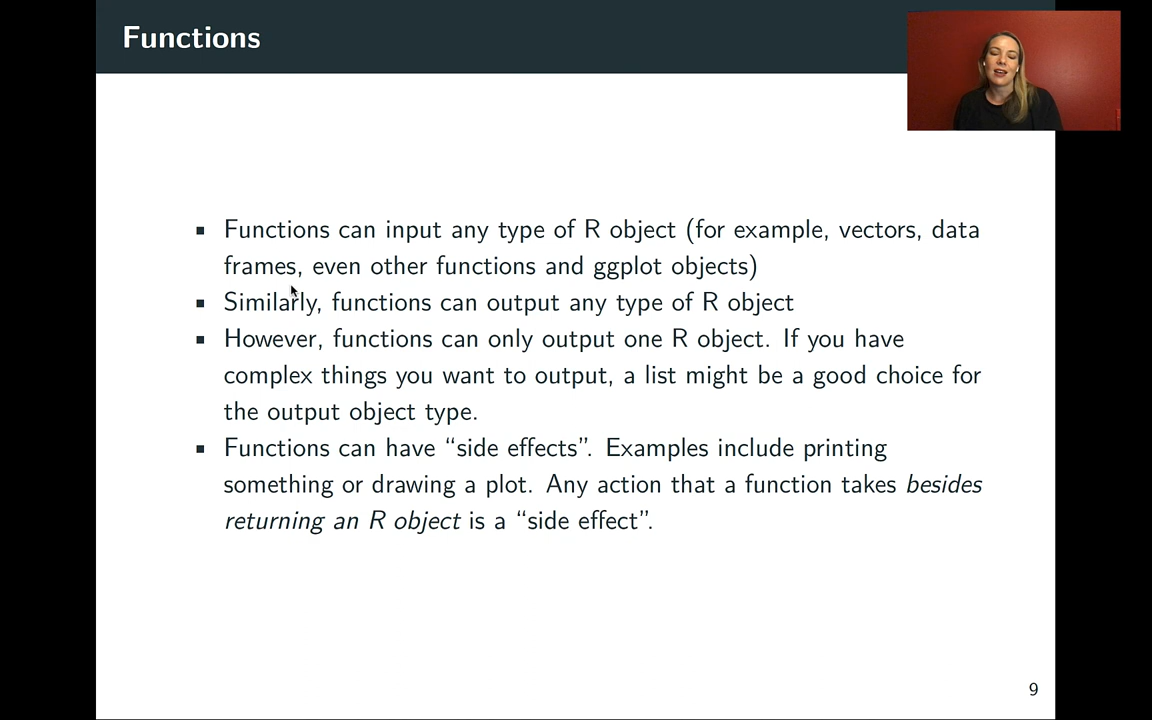 Functions
▪ Functions can input any type of R object (for example, vectors, data
frames, even other functions and ggplot objects)
▪ Similarly, functions can output any type of R object
▪ However, functions can only output one R object. If you have
complex things you want to output, a list might be a good choice for
the output object type.
▪ Functions can have “side effects”. Examples include printing
something or drawing a plot. Any action that a function takes besides
returning an R object is a “side effect”.
9